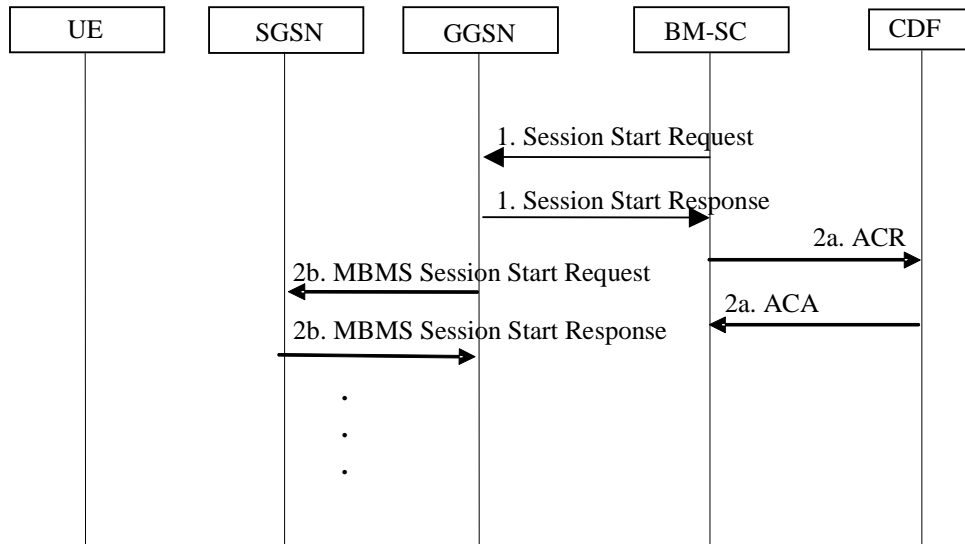 UE
SGSN
GGSN
BM-SC
CDF
1. Session Start Request
1. Session Start Response
2a. ACR
2b. MBMS Session Start Request
2a. ACA
2b. MBMS Session Start Response